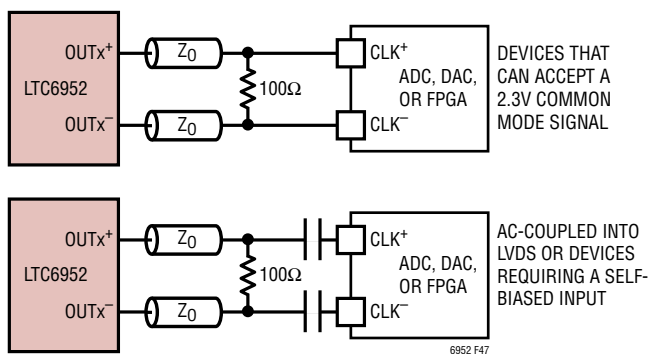 OUTx+
Z0
CLK+
LTC6952
100Ω
ADC, DAC,
OR FPGA
OUTx–
Z0
CLK–
DEVICES THAT
CAN ACCEPT A
2.3V COMMON
MODE SIGNAL
OUTx+
Z0
CLK+
LTC6952
100Ω
ADC, DAC,
OR FPGA
OUTx–
Z0
CLK–
AC-COUPLED INTO
LVDS OR DEVICES
REQUIRING A SELF-
BIASED INPUT
6952 F47